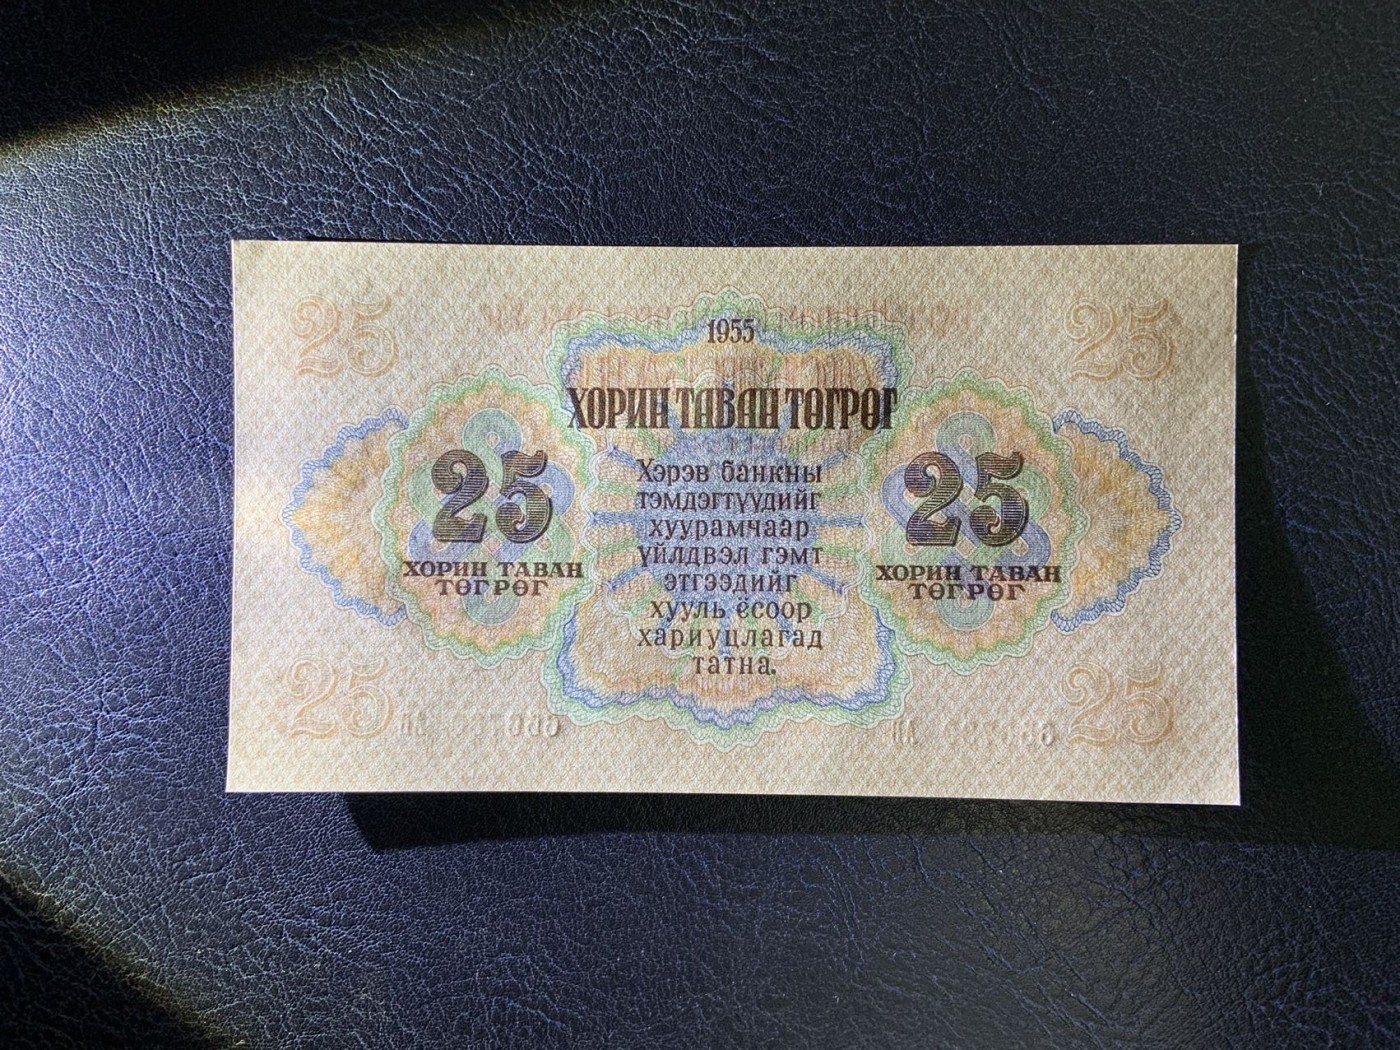 25
25
1955
ХОРИН ТАВАН ТӨГРӨГ
25
ХОРИН ТАВАН
ТӨГРӨГ
Хэрэв банкны
тэмдэгтүүдийг
хуурамчаар
үйлдвэл гэмт
этгээдийг
хууль ёсоор
хариуцлагад
татна.
25
ХОРИН ТАВАН
ТӨГРӨГ
25
25